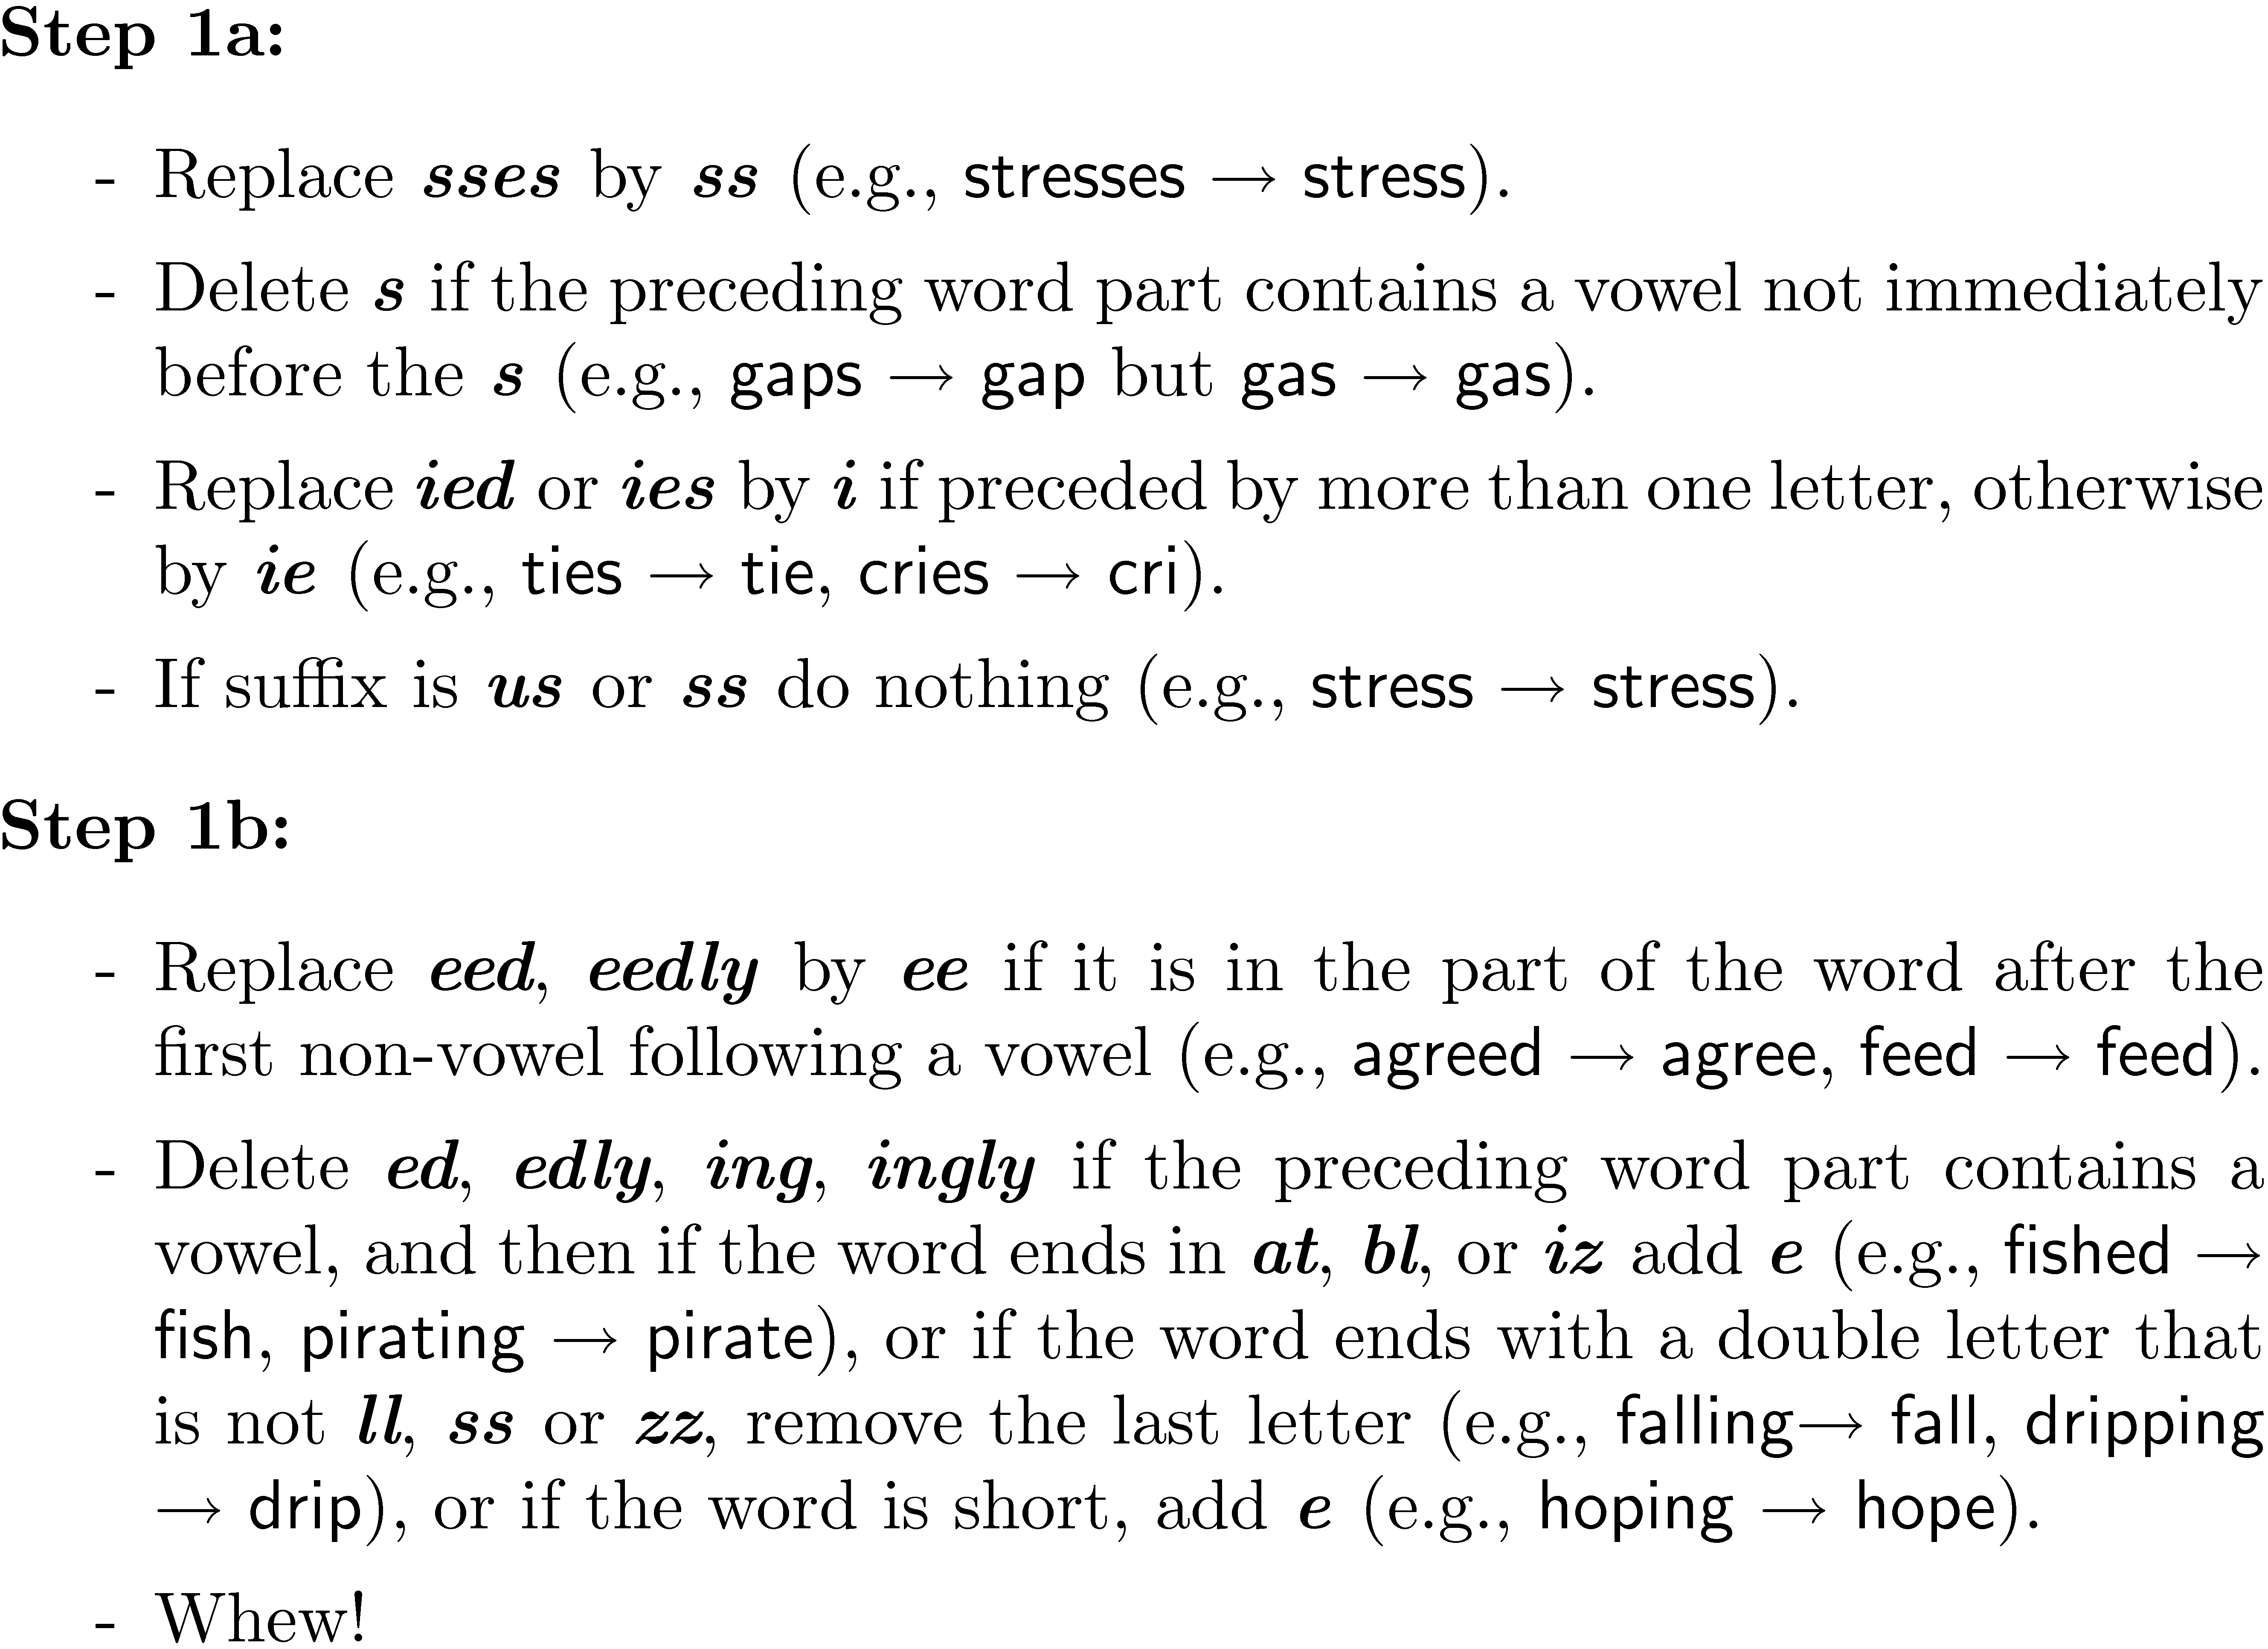 Step 1a:
- Replace sses by ss (e.g., stresses → stress).
- Delete s if the preceding word part contains a vowel not immediately
before the s (e.g., gaps → gap but gas → gas).
- Replace ied or ies by i if preceded by more than one letter, otherwise
by ie (e.g., ties → tie, cries → cri).
- If suffix is us or ss do nothing (e.g., stress → stress).
Step 1b:
- Replace eed, eedly by ee if it is in the part of the word after the
first non-vowel following a vowel (e.g., agreed → agree, feed → feed).
- Delete ed, edly, ing, ingly if the preceding word part contains a
vowel, and then if the word ends in at, bl, or iz add e (e.g., fished →
fish, pirating → pirate), or if the word ends with a double letter that
is not ll, ss or zz, remove the last letter (e.g., falling→ fall, dripping
→ drip), or if the word is short, add e (e.g., hoping → hope).
- Whew!